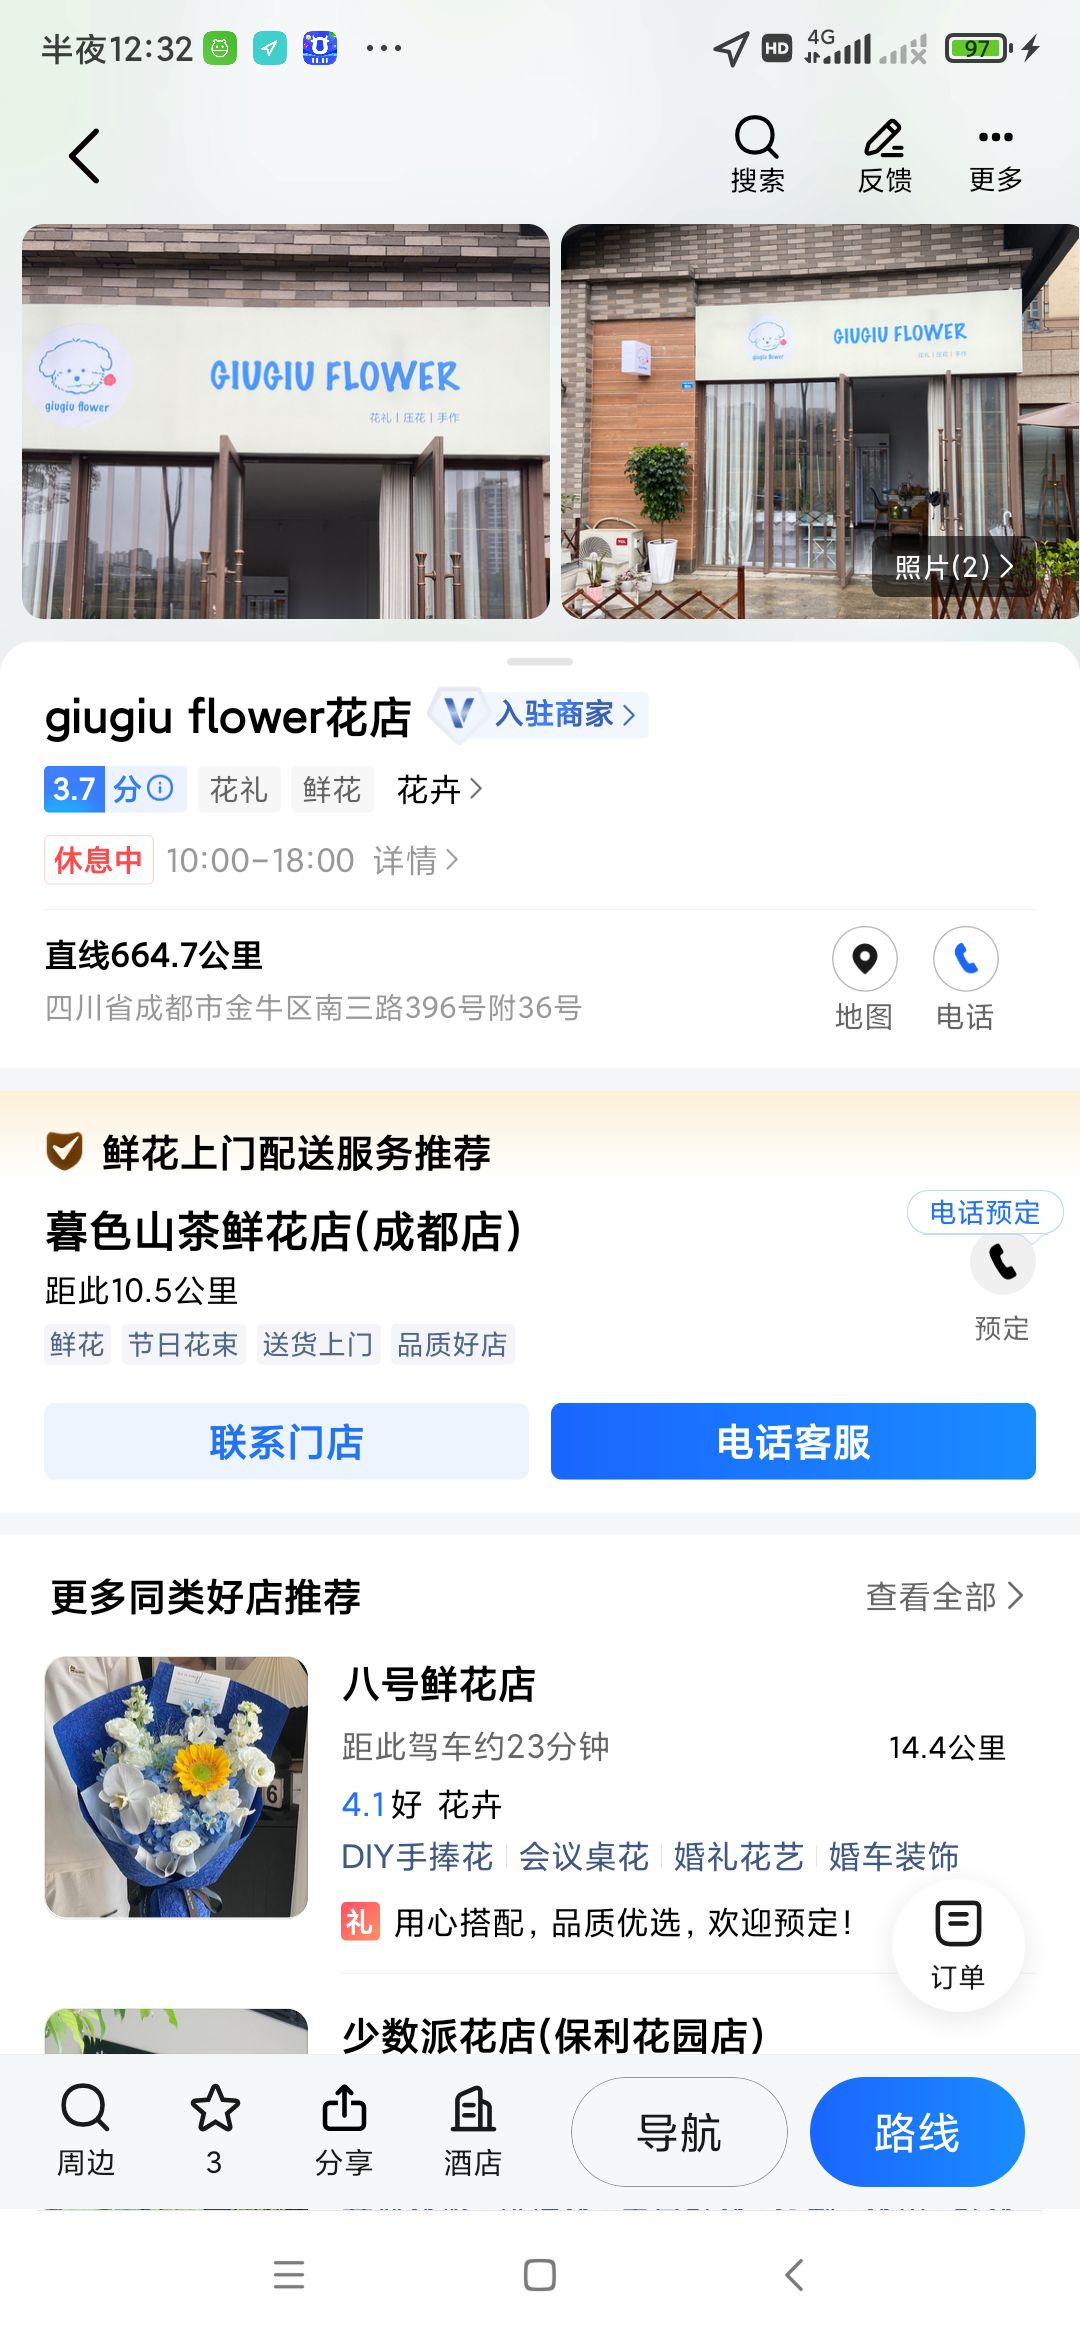 半夜12:32
HD
4G
97
搜索
反馈
更多
giugiu flower
GIUGIU FLOWER
花礼 | 压花 | 手作
giugiu flower
GIUGIU FLOWER
花礼 | 压花 | 手作
TCL
照片(2)
giugiu flower花店
V 入驻商家
3.7分
花礼
鲜花
花卉
休息中
10:00-18:00
详情
直线664.7公里
四川省成都市金牛区南三路396号附36号
地图
电话
鲜花上门配送服务推荐
暮色山茶鲜花店(成都店)
电话预定
距此10.5公里
预定
鲜花
节日花束
送货上门
品质好店
联系门店
电话客服
更多同类好店推荐
查看全部
八号鲜花店
距此驾车约23分钟
14.4公里
4.1好 花卉
DIY手捧花
会议桌花
婚礼花艺
婚车装饰
礼 用心搭配，品质优选，欢迎预定！
订单
少数派花店(保利花园店)
周边
3
分享
酒店
导航
路线